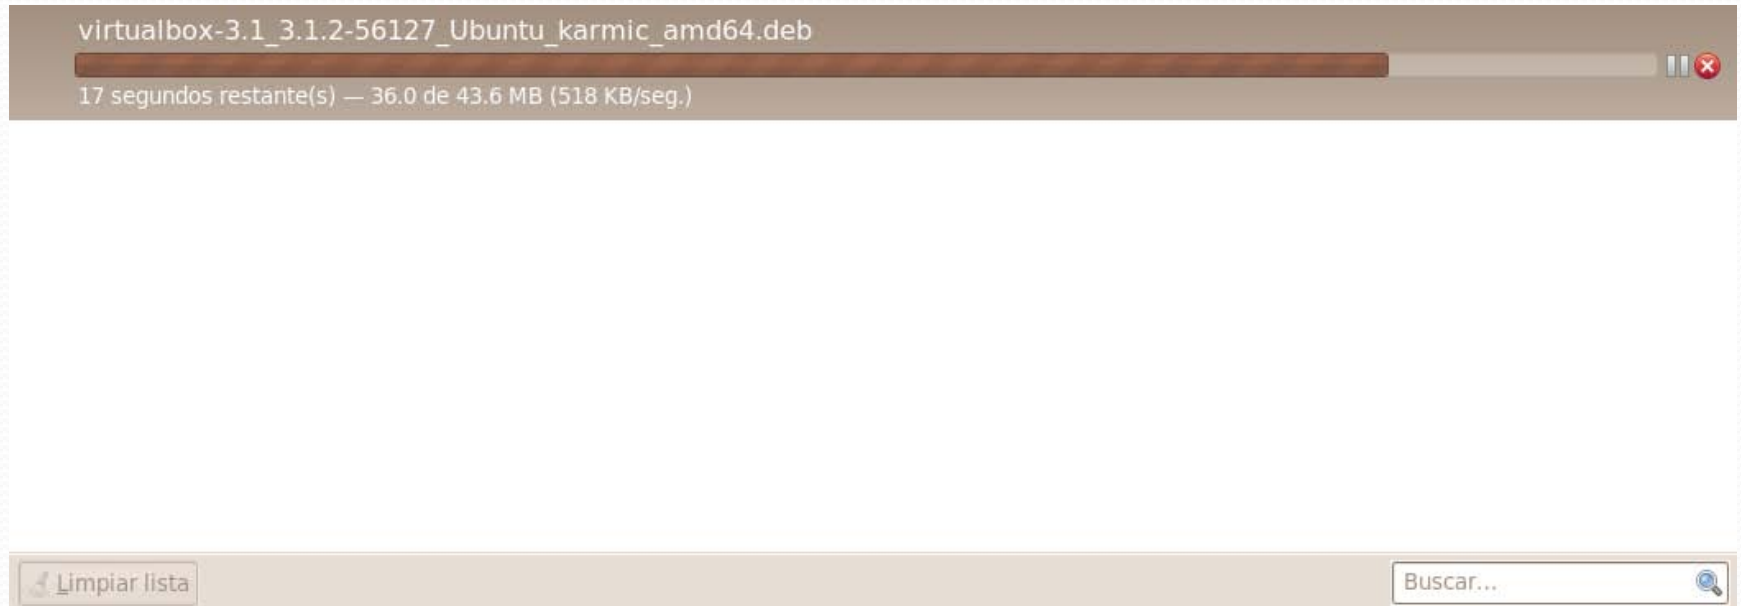 virtualbox-3.1_3.1.2-56127_Ubuntu_karmic_amd64.deb
17 segundos restante(s) — 36.0 de 43.6 MB (518 KB/seg.)
Limpiar lista
Buscar...